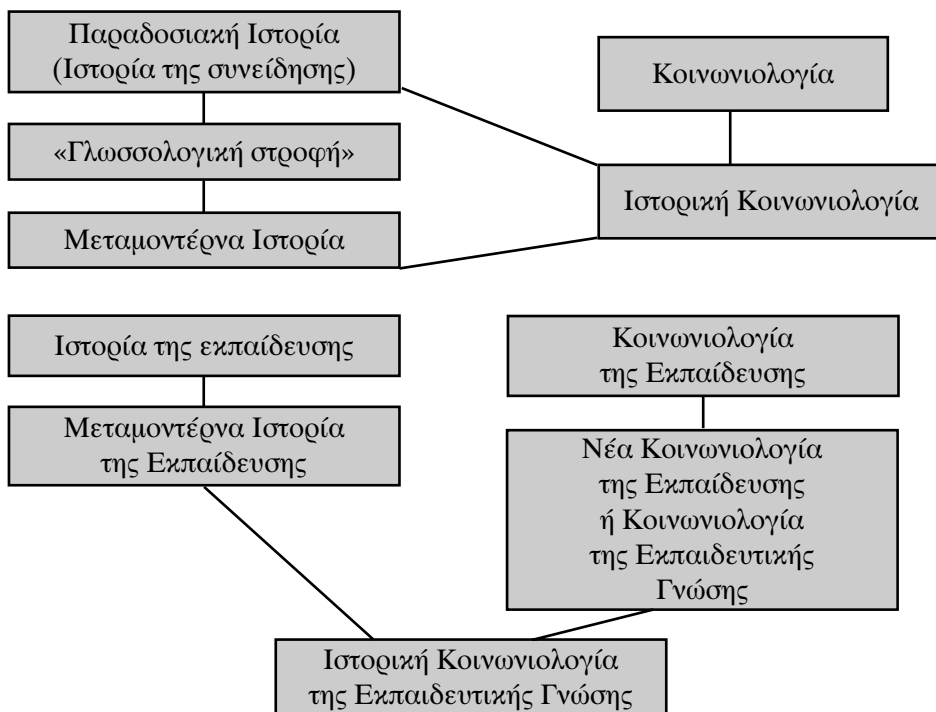 Παραδοσιακή Ιστορία
(Ιστορία της συνείδησης)
Κοινωνιολογία
«Γλωσσολογική στροφή»
Ιστορική Κοινωνιολογία
Μεταμοντέρνα Ιστορία
Ιστορία της εκπαίδευσης
Κοινωνιολογία
της Εκπαίδευσης
Μεταμοντέρνα Ιστορία
της Εκπαίδευσης
Νέα Κοινωνιολογία
της Εκπαίδευσης
ή Κοινωνιολογία
της Εκπαιδευτικής
Γνώσης
Ιστορική Κοινωνιολογία
της Εκπαιδευτικής Γνώσης